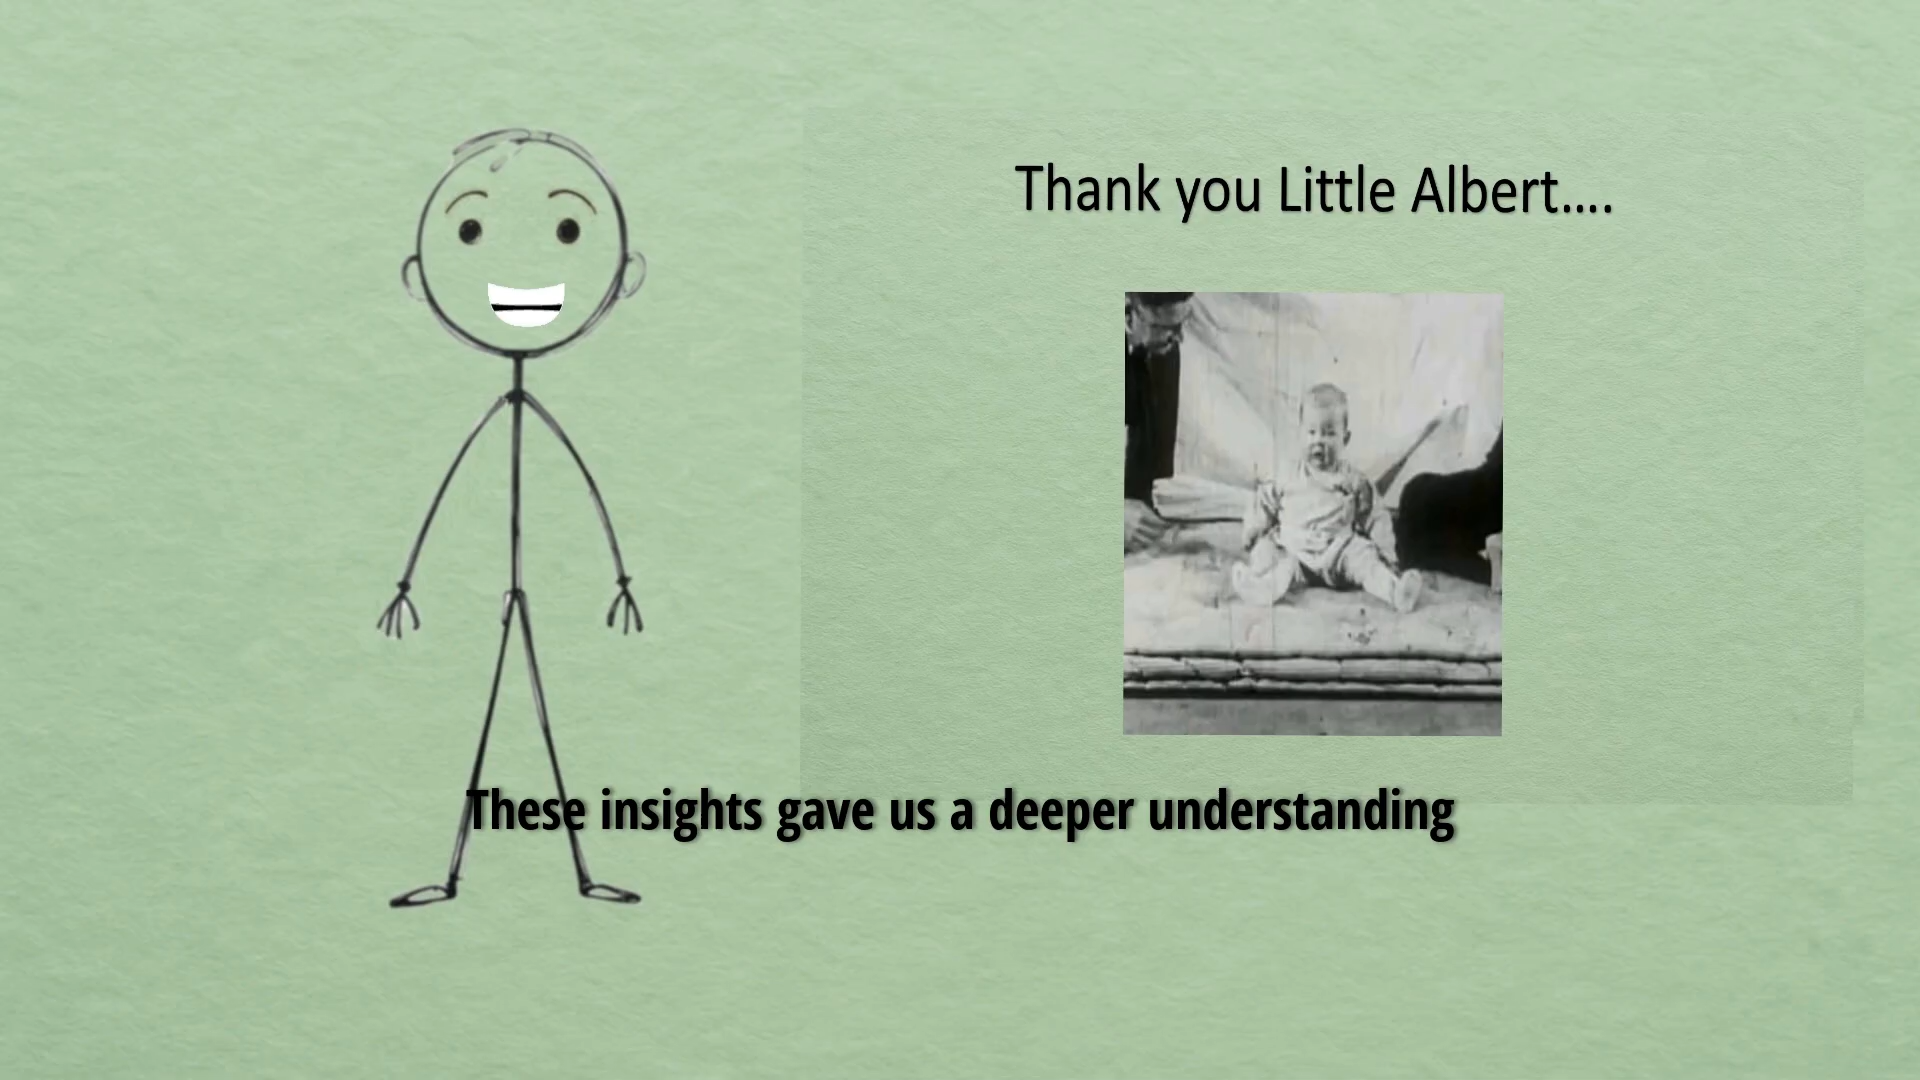 Thank you Little Albert....
These insights gave us a deeper understanding